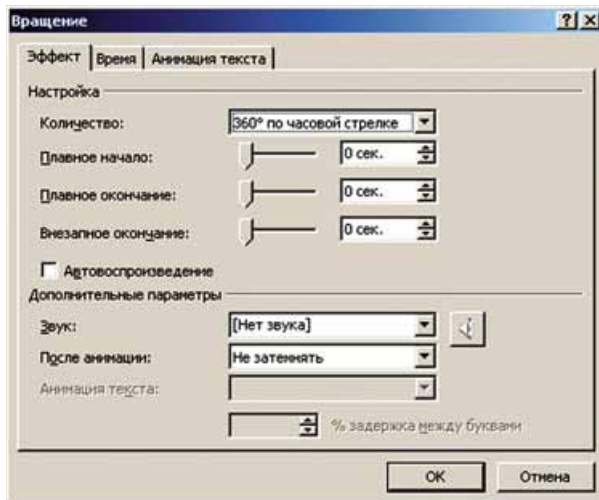 Вращение
Эффект Время Анимация текста
Настройка
Количество: 360° по часовой стрелке
Плавное начало: 0 сек.
Плавное окончание: 0 сек.
Внезапное окончание: 0 сек.
Автовоспроизведение
Дополнительные параметры
Звук: [Нет звука]
После анимации: Не затемнять
Анимация текста:
% задержка между буквами
ОК Отмена